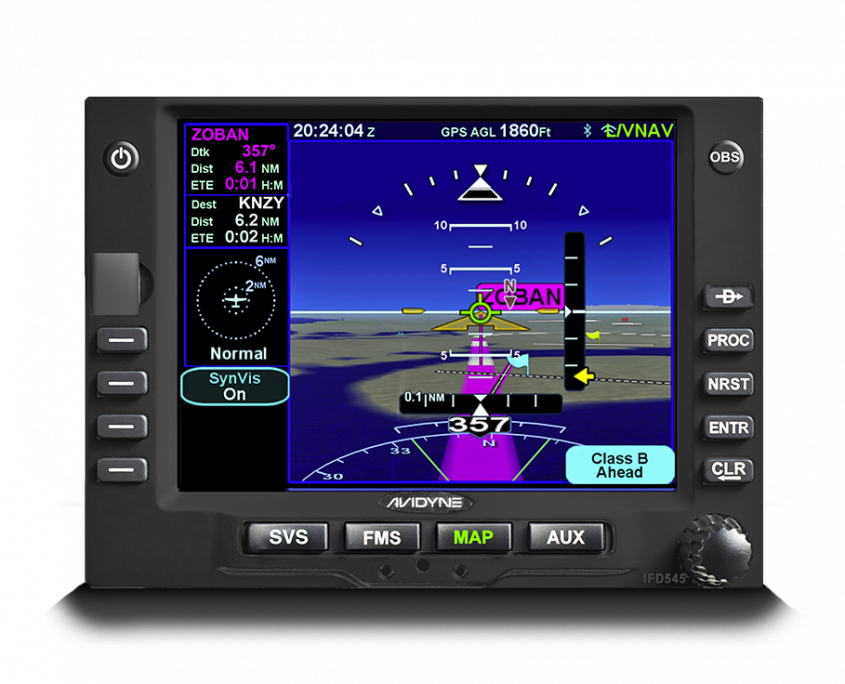 ZOBAN
Dtk 357°
Dist 6.1 NM
ETE 0:01 H:M
Dest KNZY
Dist 6.2 NM
ETE 0:02 H:M
6NM
2NM
Normal
SynVis
On
20:24:04 Z
GPS AGL 1860Ft
/VNAV
10 10
5 5
N
ZOBAN
5 5
0.1 NM
357
30
33
N
Class B
Ahead
OBS
D
PROC
NRST
ENTR
CLR
AVIDYNE
SVS
FMS
MAP
AUX
IFD545